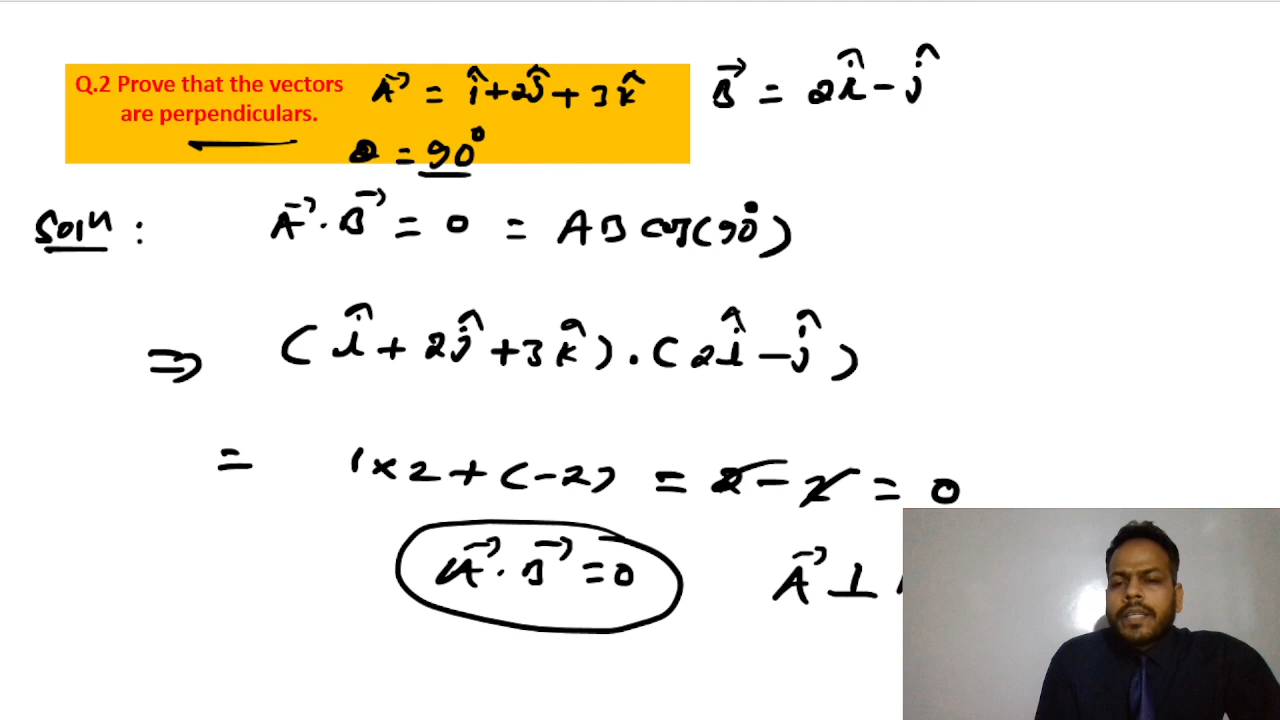 Q.2 Prove that the vectors A⃗ = î + 2ĵ + 3k̂ B⃗ = 2î - ĵ
are perpendiculars.
θ = 90°
Soln :
A⃗ . B⃗ = 0 = A B cos(90°)
⇒ (î + 2ĵ + 3k̂) . (2î - ĵ)
= 1 x 2 + (-2) = 2 - 2 = 0
A⃗ . B⃗ = 0 A⃗ ⊥